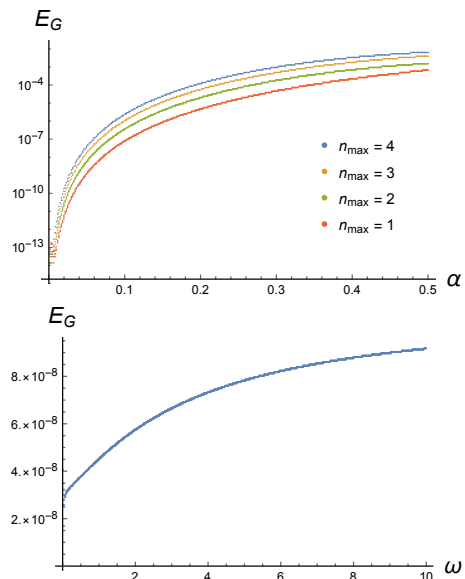 E_G
10⁻⁴
10⁻⁷
10⁻¹⁰
10⁻¹³
n_max = 4
n_max = 3
n_max = 2
n_max = 1
0.1 0.2 0.3 0.4 0.5 α
E_G
8.×10⁻⁸
6.×10⁻⁸
4.×10⁻⁸
2.×10⁻⁸
2 4 6 8 10 ω